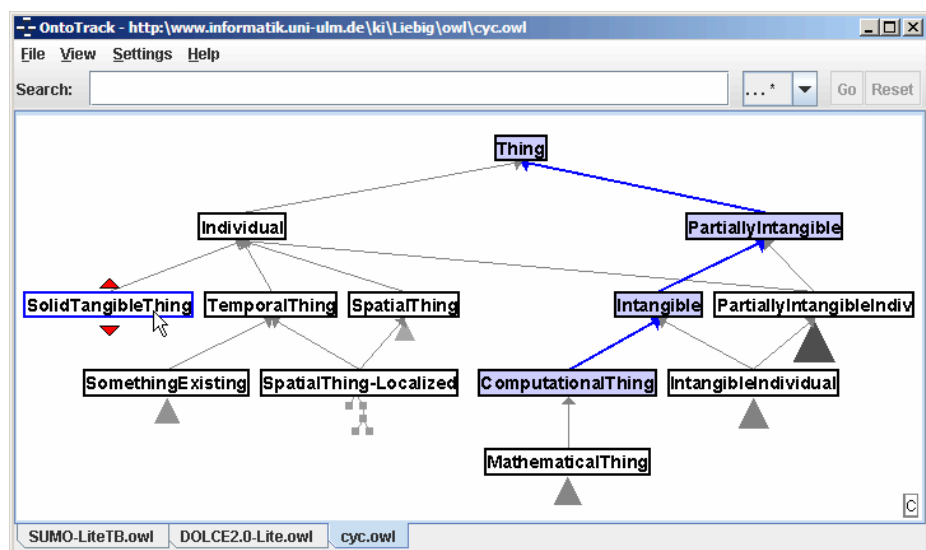 OntoTrack - http:\www.informatik.uni-ulm.de\ki\Liebig\owl\cyc.owl
File View Settings Help
Search: ...* Go Reset
Thing
Individual PartiallyIntangible
SolidTangibleThing TemporalThing SpatialThing Intangible PartiallyIntangibleIndiv
SomethingExisting SpatialThing-Localized ComputationalThing IntangibleIndividual
MathematicalThing
C
SUMO-LiteTB.owl DOLCE2.0-Lite.owl cyc.owl